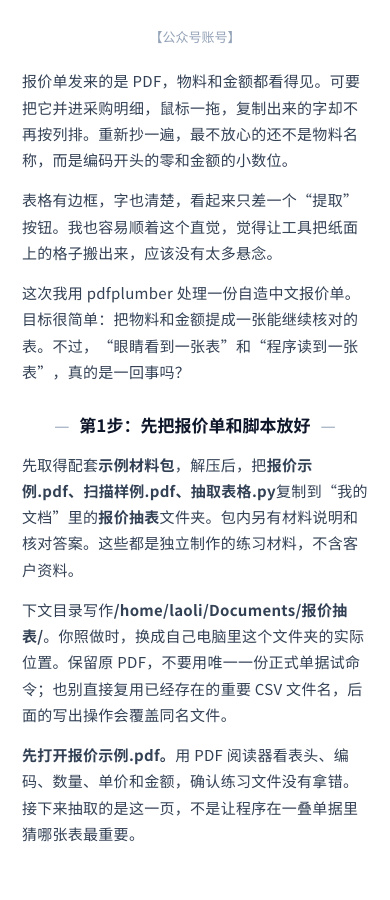 【公众号账号】
报价单发来的是 PDF，物料和金额都看得见。可要
把它并进采购明细，鼠标一拖，复制出来的字却不
再按列排。重新抄一遍，最不放心的还不是物料名
称，而是编码开头的零和金额的小数位。
表格有边框，字也清楚，看起来只差一个“提取”
按钮。我也容易顺着这个直觉，觉得让工具把纸面
上的格子搬出来，应该没有太多悬念。
这次我用 pdfplumber 处理一份自造中文报价单。
目标很简单：把物料和金额提成一张能继续核对的
表。不过，“眼睛看到一张表”和“程序读到一张
表”，真的是一回事吗？
— 第1步：先把报价单和脚本放好 —
先取得配套示例材料包，解压后，把报价示
例.pdf、扫描样例.pdf、抽取表格.py复制到“我的
文档”里的报价抽表文件夹。包内另有材料说明和
核对答案。这些都是独立制作的练习材料，不含客
户资料。
下文目录写作/home/laoli/Documents/报价抽
表/。你照做时，换成自己电脑里这个文件夹的实际
位置。保留原 PDF，不要用唯一一份正式单据试命
令；也别直接复用已经存在的重要 CSV 文件名，后
面的写出操作会覆盖同名文件。
先打开报价示例.pdf。用 PDF 阅读器看表头、编
码、数量、单价和金额，确认练习文件没有拿错。
接下来抽取的是这一页，不是让程序在一叠单据里
猜哪张表最重要。